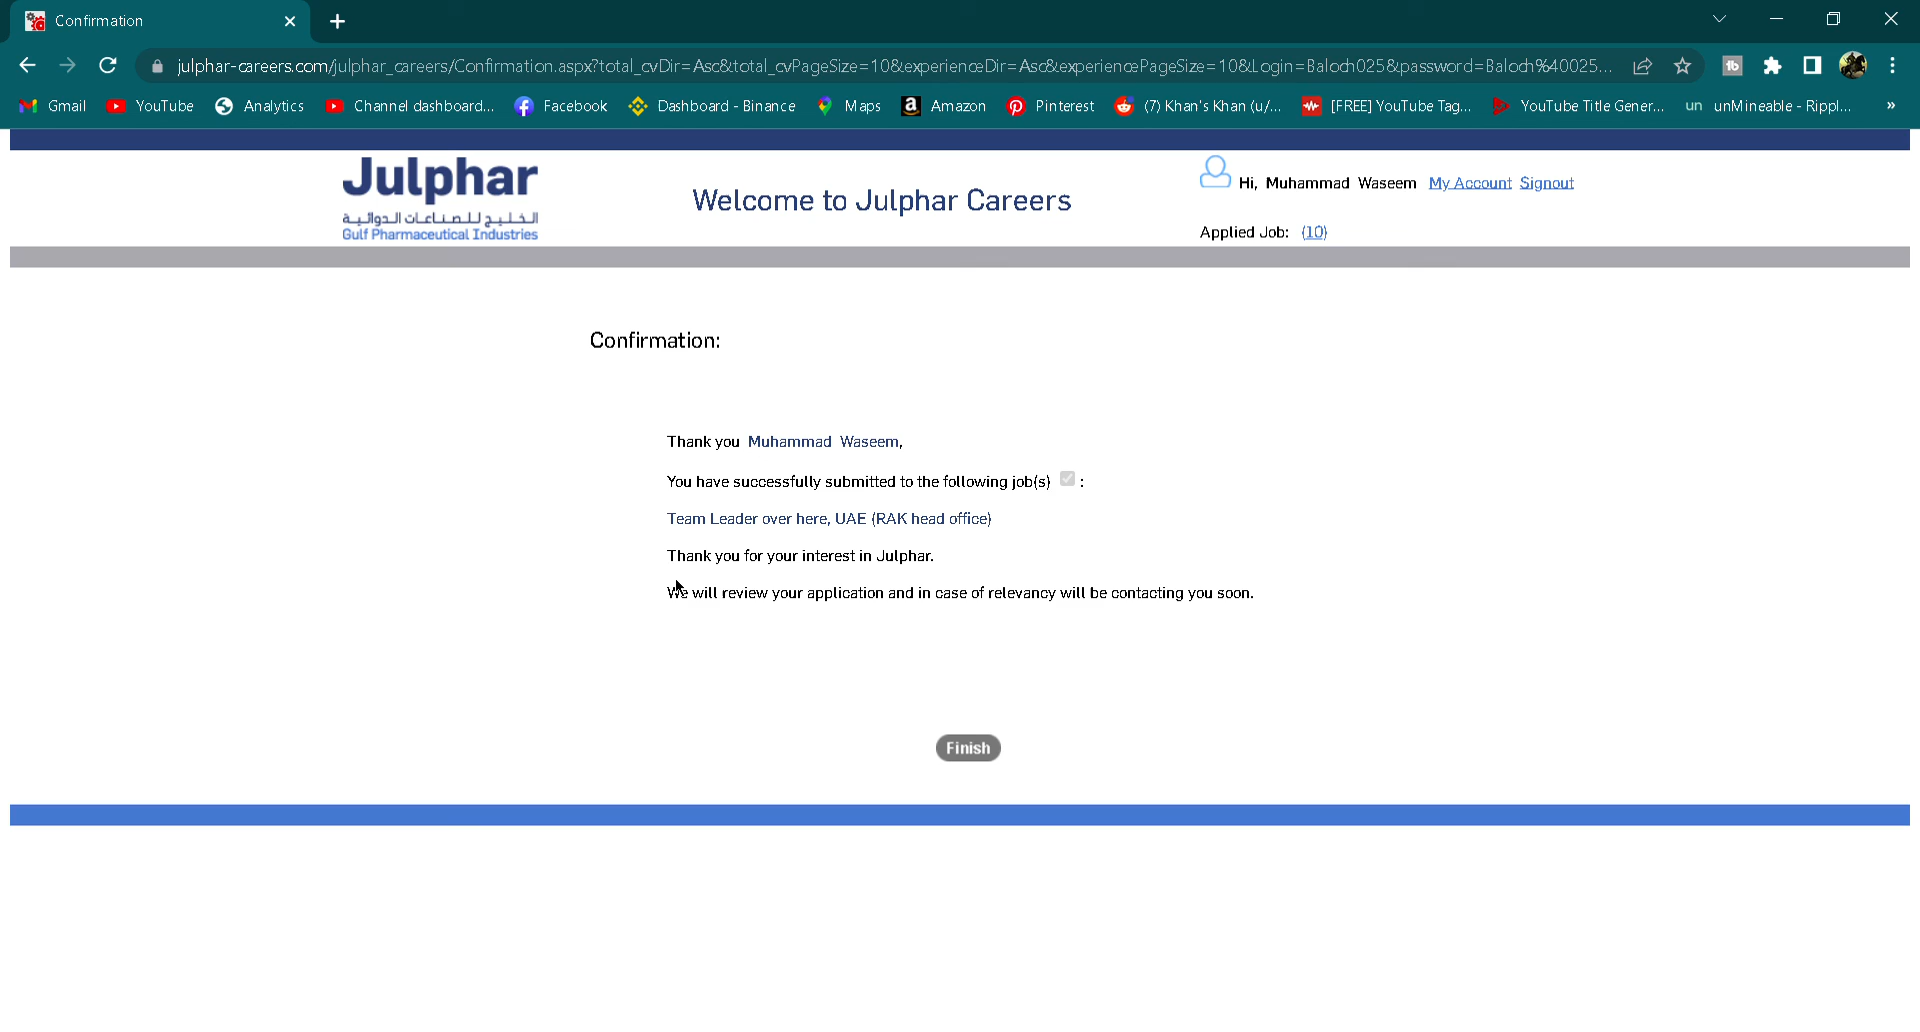 Confirmation
julphar-careers.com/julphar_careers/Confirmation.aspx?total_cvDir=Asc&total_cvPageSize=10&experienceDir=Asc&experiencePageSize=10&Login=Baloch025&password=Baloch%40025...
Gmail YouTube Analytics Channel dashboard... Facebook Dashboard - Binance Maps a Amazon Pinterest (7) Khan's Khan (u/... [FREE] YouTube Tag... YouTube Title Gener... un unMineable - Rippl... »
Julphar
الخليج للصناعات الدوائية
Gulf Pharmaceutical Industries
Welcome to Julphar Careers
Hi, Muhammad Waseem My Account Signout
Applied Job: (10)
Confirmation:
Thank you Muhammad Waseem,
You have successfully submitted to the following job(s) :
Team Leader over here, UAE (RAK head office)
Thank you for your interest in Julphar.
We will review your application and in case of relevancy will be contacting you soon.
Finish